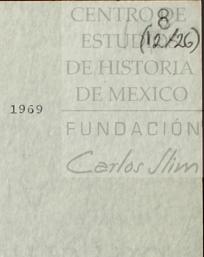 CENTRO DE
ESTUDIOS
DE HISTORIA
DE MEXICO
FUNDACIÓN
Carlos Slim
8
(12/26)
1969